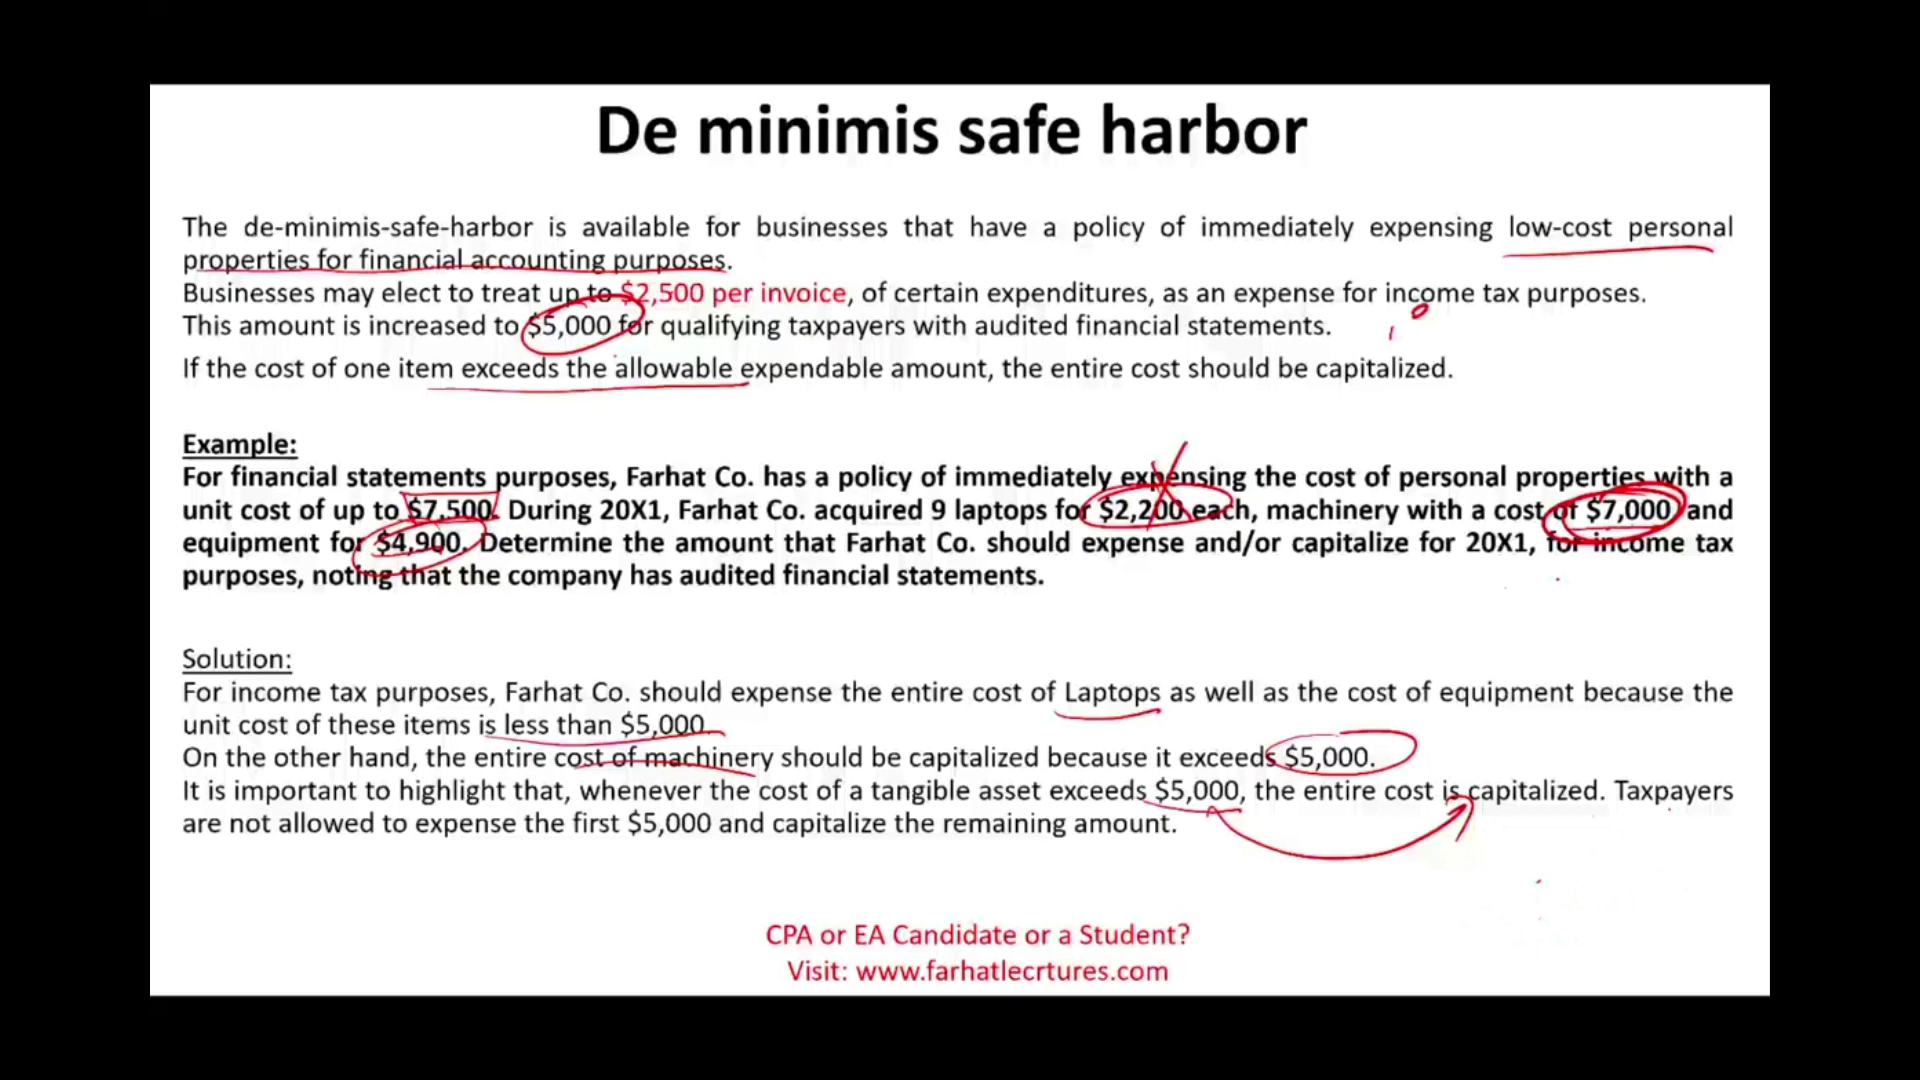 De minimis safe harbor
The de-minimis-safe-harbor is available for businesses that have a policy of immediately expensing low-cost personal
properties for financial accounting purposes.
Businesses may elect to treat up to $2,500 per invoice, of certain expenditures, as an expense for income tax purposes.
This amount is increased to $5,000 for qualifying taxpayers with audited financial statements.
If the cost of one item exceeds the allowable expendable amount, the entire cost should be capitalized.
Example:
For financial statements purposes, Farhat Co. has a policy of immediately expensing the cost of personal properties with a
unit cost of up to $7,500. During 20X1, Farhat Co. acquired 9 laptops for $2,200 each, machinery with a cost of $7,000 and
equipment for $4,900. Determine the amount that Farhat Co. should expense and/or capitalize for 20X1, for income tax
purposes, noting that the company has audited financial statements.
Solution:
For income tax purposes, Farhat Co. should expense the entire cost of Laptops as well as the cost of equipment because the
unit cost of these items is less than $5,000.
On the other hand, the entire cost of machinery should be capitalized because it exceeds $5,000.
It is important to highlight that, whenever the cost of a tangible asset exceeds $5,000, the entire cost is capitalized. Taxpayers
are not allowed to expense the first $5,000 and capitalize the remaining amount.
CPA or EA Candidate or a Student?
Visit: www.farhatlecrtures.com